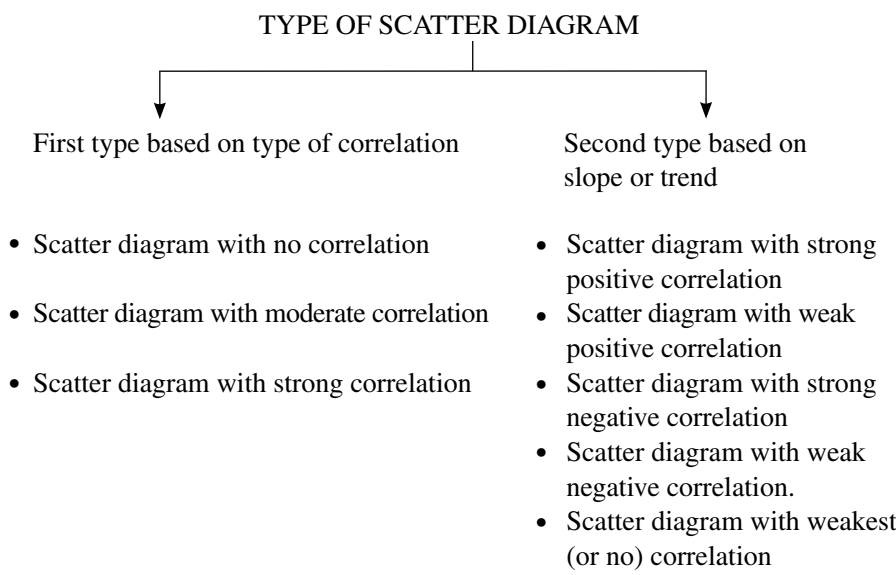 TYPE OF SCATTER DIAGRAM
First type based on type of correlation
• Scatter diagram with no correlation
• Scatter diagram with moderate correlation
• Scatter diagram with strong correlation
Second type based on
slope or trend
• Scatter diagram with strong
positive correlation
• Scatter diagram with weak
positive correlation
• Scatter diagram with strong
negative correlation
• Scatter diagram with weak
negative correlation.
• Scatter diagram with weakest
(or no) correlation